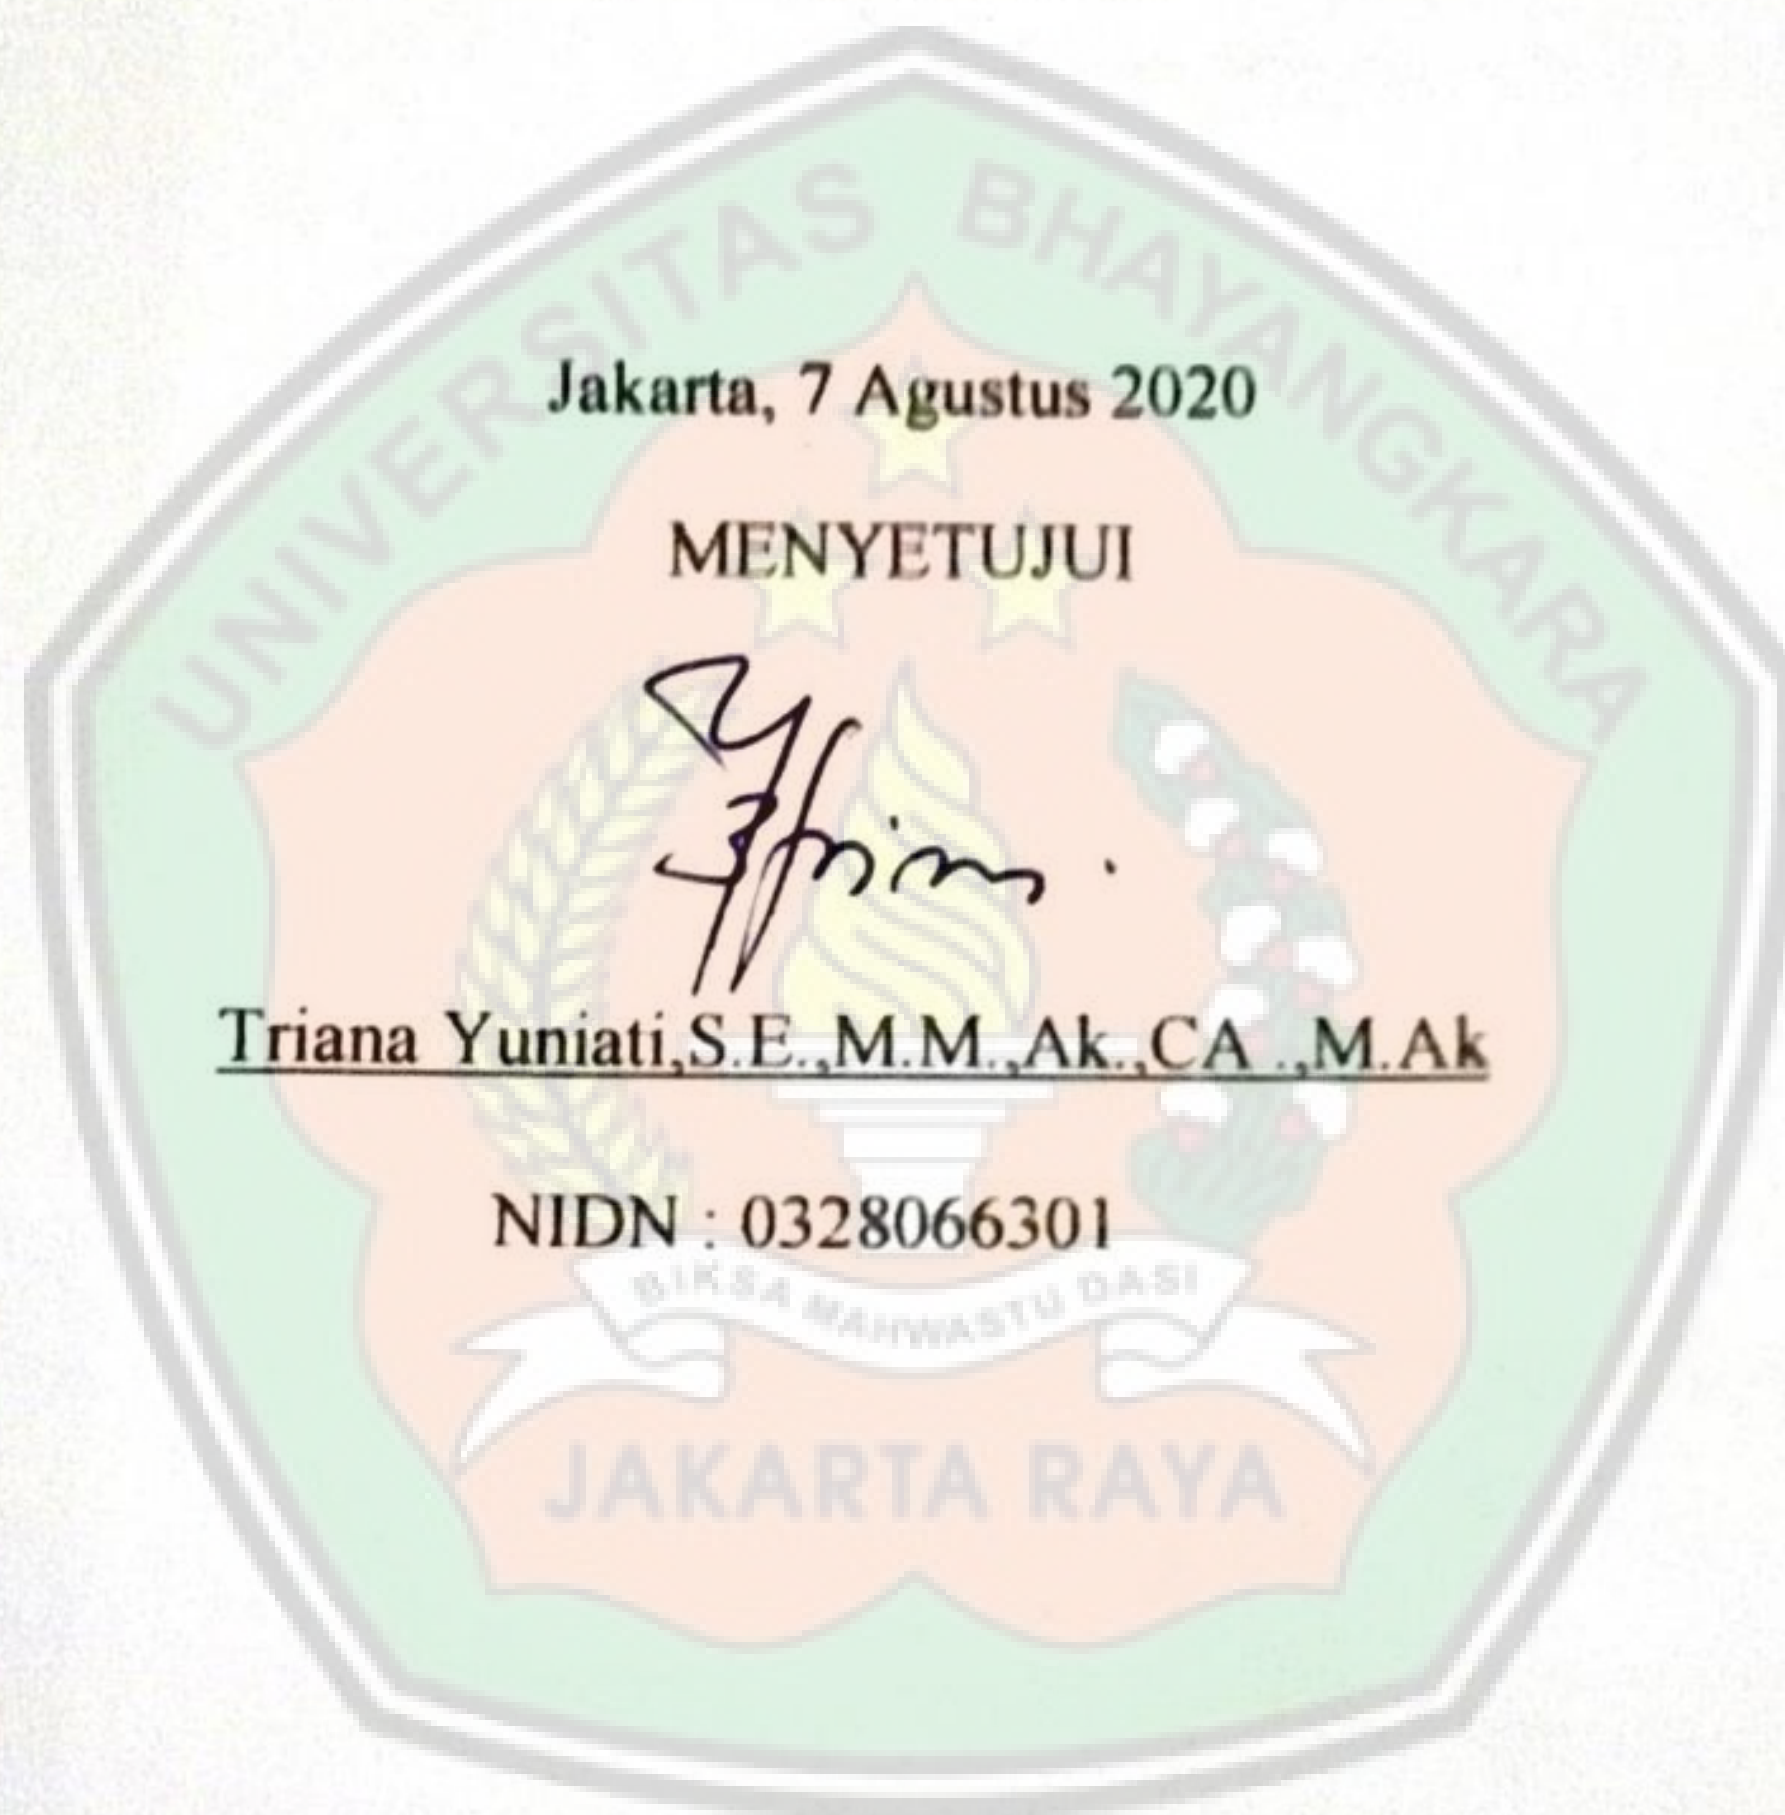 UNIVERSITAS BHAYANGKARA
Jakarta, 7 Agustus 2020
MENYETUJUI
Triana Yuniati,S.E.,M.M.,Ak.,CA .,M.Ak
NIDN : 0328066301
BIKSA MAHWASTU DASI
JAKARTA RAYA